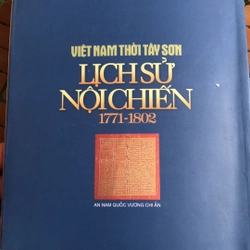 VIỆT NAM THỜI TÂY SƠN
LỊCH SỬ
NỘI CHIẾN
1771-1802
AN NAM QUỐC VƯƠNG CHI ẤN